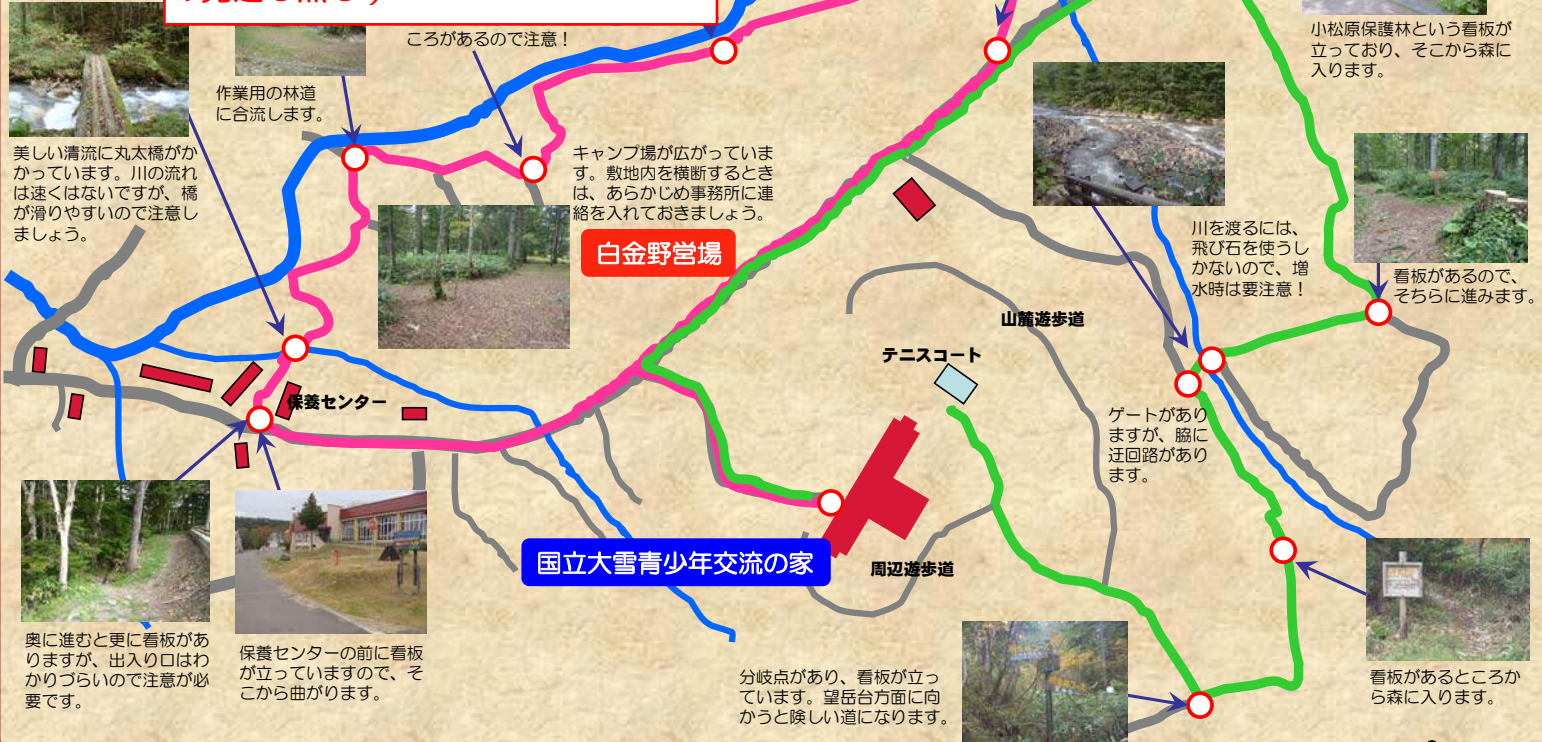 ころがあるので注意！
小松原保護林という看板が
立っており、そこから森に
入ります。
作業用の林道
に合流します。
美しい清流に丸太橋がか
かっています。川の流れ
は速くはないですが、橋
が滑りやすいので注意し
ましょう。
キャンプ場が広がっていま
す。敷地内を横断するとき
は、あらかじめ事務所に連
絡を入れておきましょう。
白金野営場
川を渡るには、
飛び石を使うし
かないので、増
水時は要注意！
看板があるので、
そちらに進みます。
山麓遊歩道
テニスコート
保養センター
ゲートがあり
ますが、脇に
迂回路があり
ます。
国立大雪青少年交流の家
周辺遊歩道
奥に進むと更に看板があ
りますが、出入り口はわ
かりづらいので注意が必
要です。
保養センターの前に看板
が立っていますので、そ
こから曲がります。
分岐点があり、看板が立っ
ています。望岳台方面に向
かうと険しい道になります。
看板があるところか
ら森に入ります。